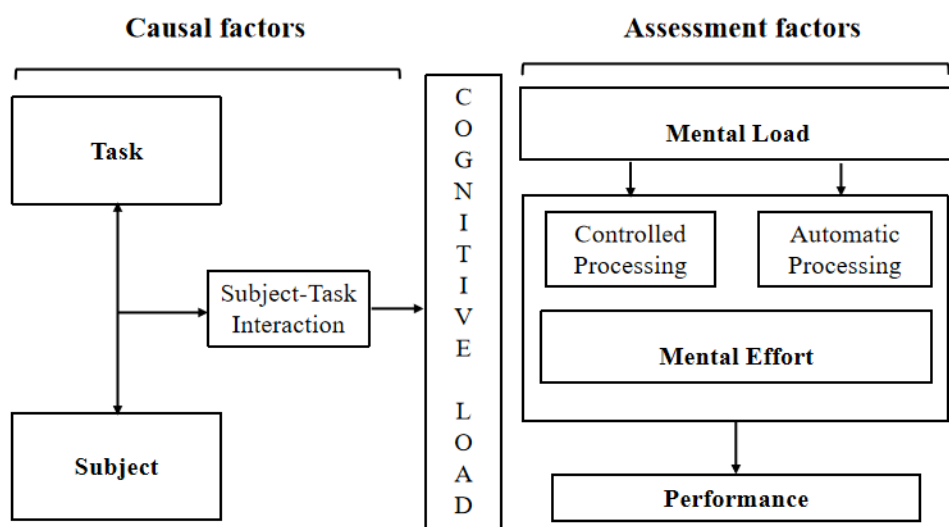 Causal factors
Assessment factors
Task
Subject-Task
Interaction
Subject
C
O
G
N
I
T
I
V
E
L
O
A
D
Mental Load
Controlled
Processing
Automatic
Processing
Mental Effort
Performance